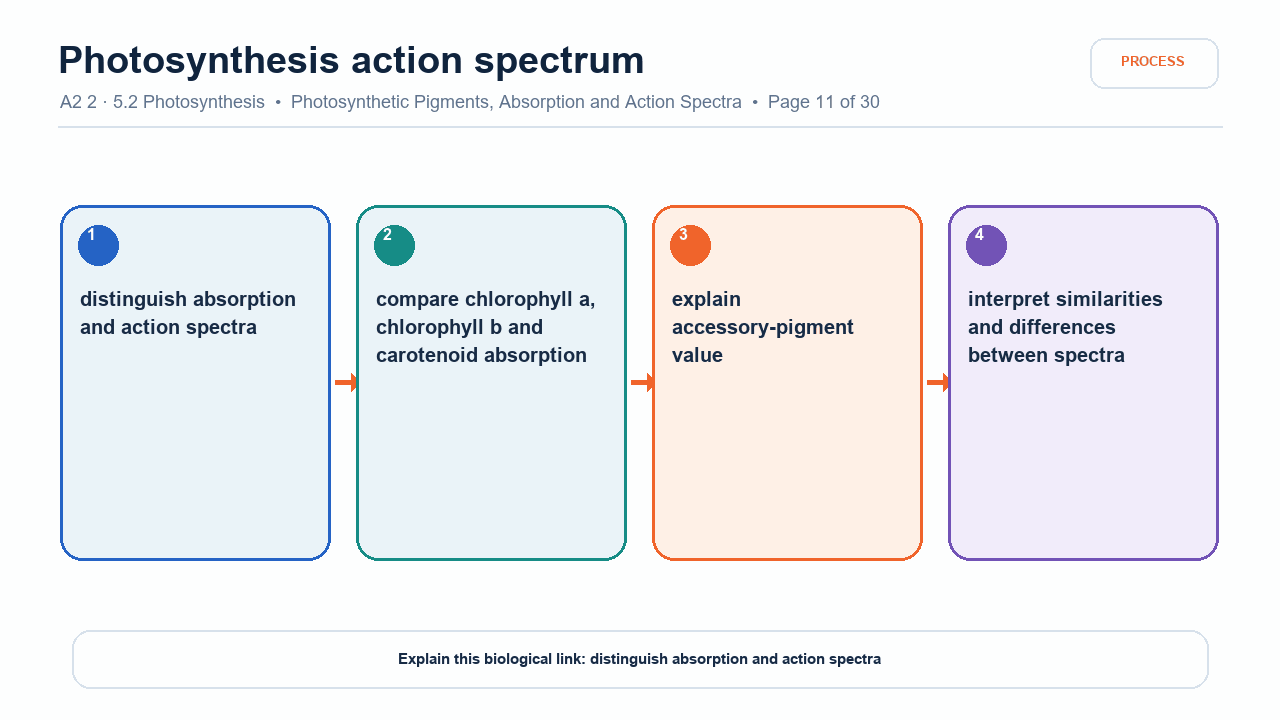 Photosynthesis action spectrum
PROCESS
A2 2 · 5.2 Photosynthesis • Photosynthetic Pigments, Absorption and Action Spectra • Page 11 of 30
1
distinguish absorption
and action spectra
2
compare chlorophyll a,
chlorophyll b and
carotenoid absorption
3
explain
accessory-pigment
value
4
interpret similarities
and differences
between spectra
Explain this biological link: distinguish absorption and action spectra